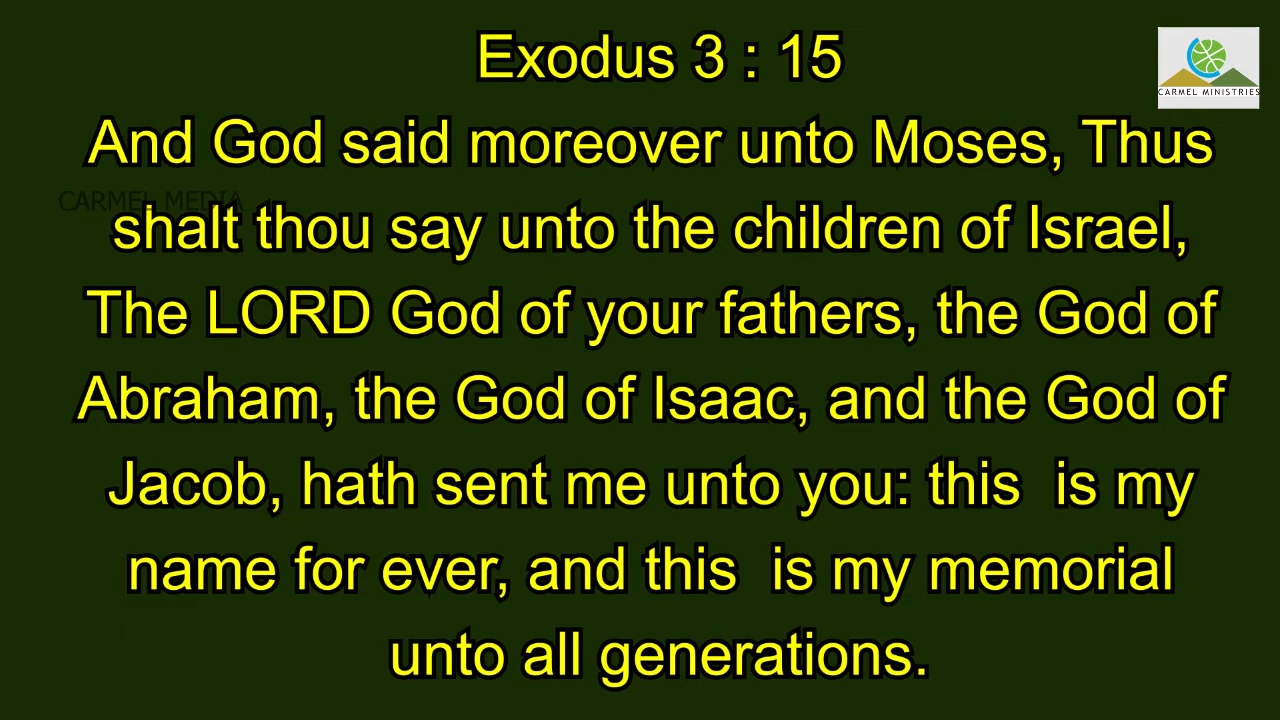 Exodus 3 : 15
CARMEL MINISTRIES
And God said moreover unto Moses, Thus
CARMEL MEDIA
shalt thou say unto the children of Israel,
The LORD God of your fathers, the God of
Abraham, the God of Isaac, and the God of
Jacob, hath sent me unto you: this  is my
name for ever, and this  is my memorial
unto all generations.